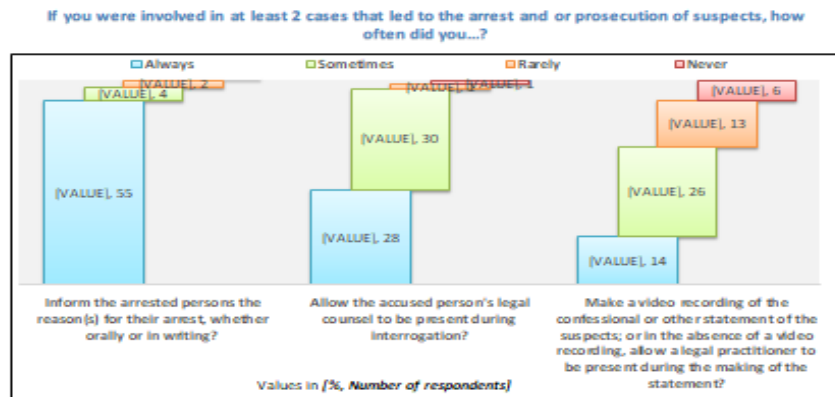 If you were involved in at least 2 cases that led to the arrest and or prosecution of suspects, how
often did you...?
Always Sometimes Rarely Never
[VALUE], 2
[VALUE], 4
[VALUE], 55
[VALUE], 1
[VALUE], 2
[VALUE], 30
[VALUE], 28
[VALUE], 6
[VALUE], 13
[VALUE], 26
[VALUE], 14
Inform the arrested persons the
reason(s) for their arrest, whether
orally or in writing?
Allow the accused person's legal
counsel to be present during
interrogation?
Make a video recording of the
confessional or other statement of the
suspects; or in the absence of a video
recording, allow a legal practitioner to
be present during the making of the
statement?
Values in [%, Number of respondents]